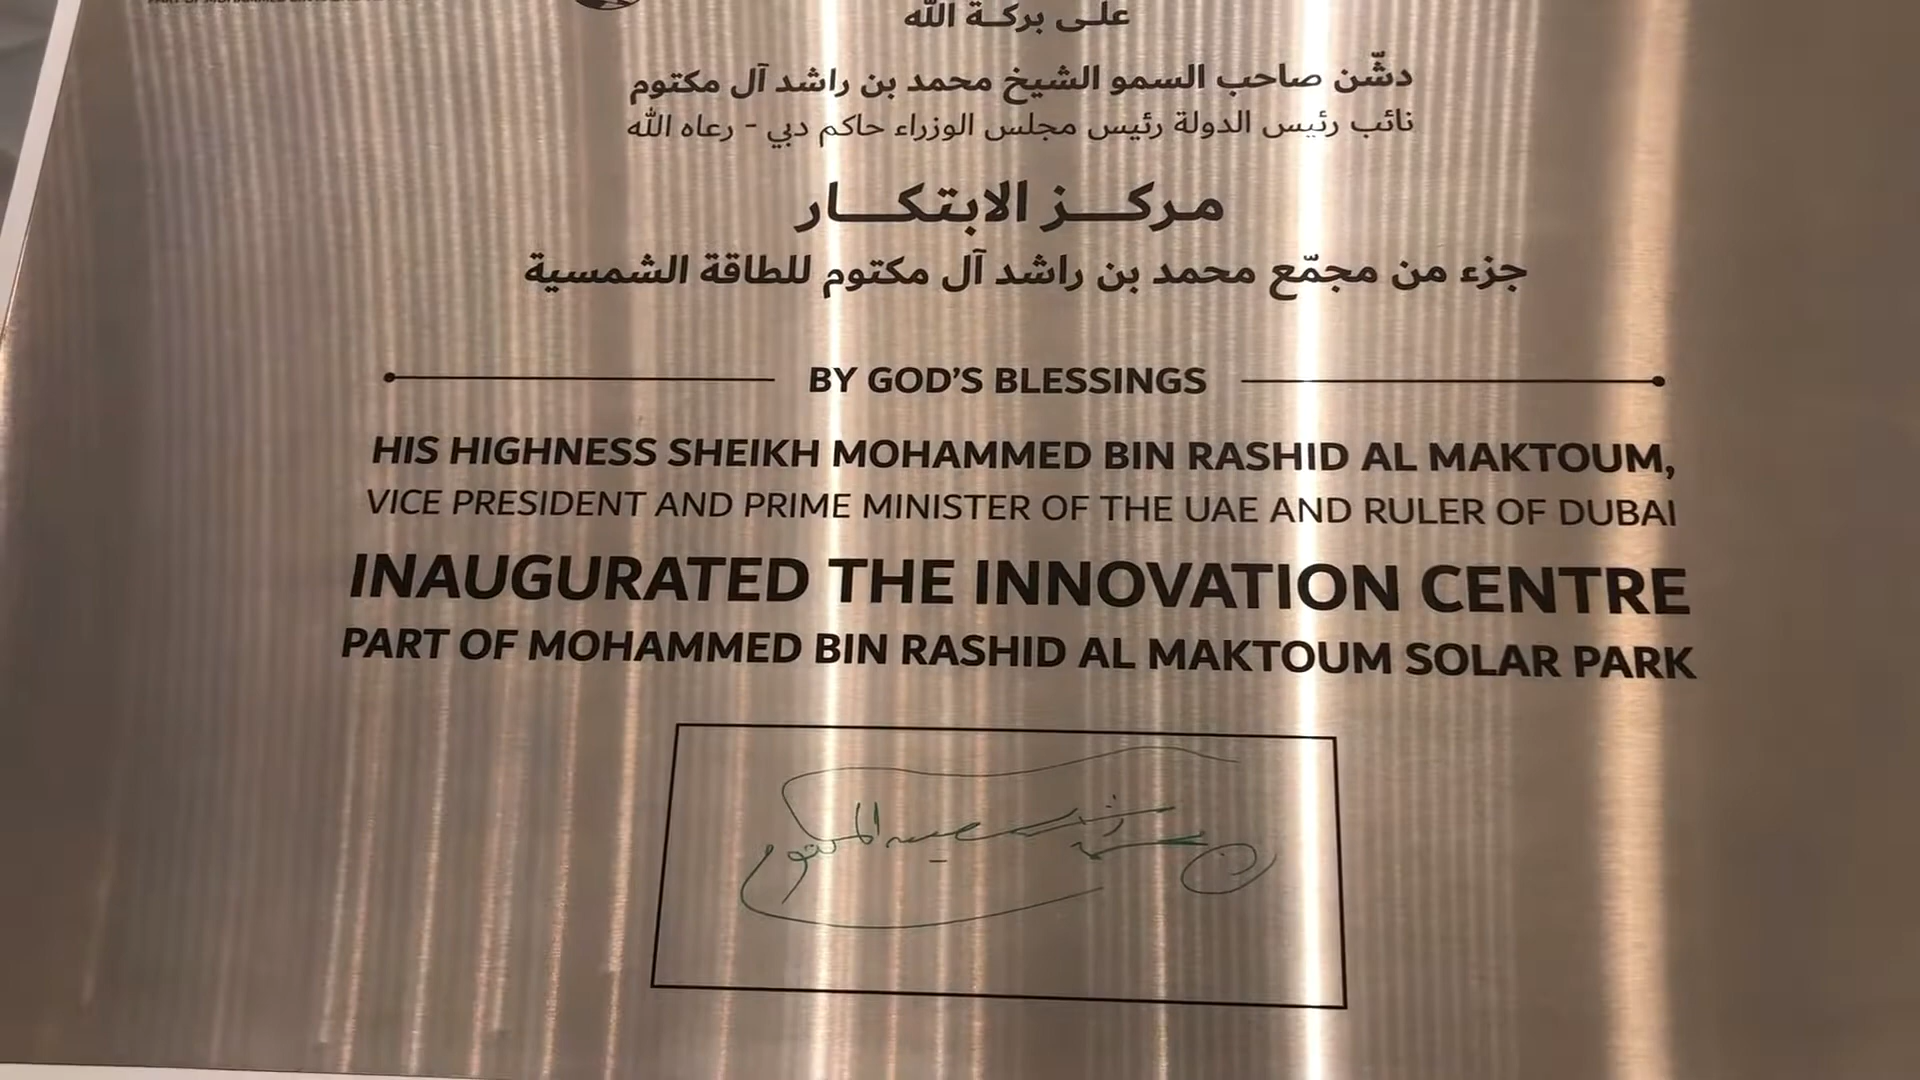 على بركة الله
دشّن صاحب السمو الشيخ محمد بن راشد آل مكتوم
نائب رئيس الدولة رئيس مجلس الوزراء حاكم دبي - رعاه الله
مركز الابتكار
جزء من مجمّع محمد بن راشد آل مكتوم للطاقة الشمسية
BY GOD'S BLESSINGS
HIS HIGHNESS SHEIKH MOHAMMED BIN RASHID AL MAKTOUM,
VICE PRESIDENT AND PRIME MINISTER OF THE UAE AND RULER OF DUBAI
INAUGURATED THE INNOVATION CENTRE
PART OF MOHAMMED BIN RASHID AL MAKTOUM SOLAR PARK